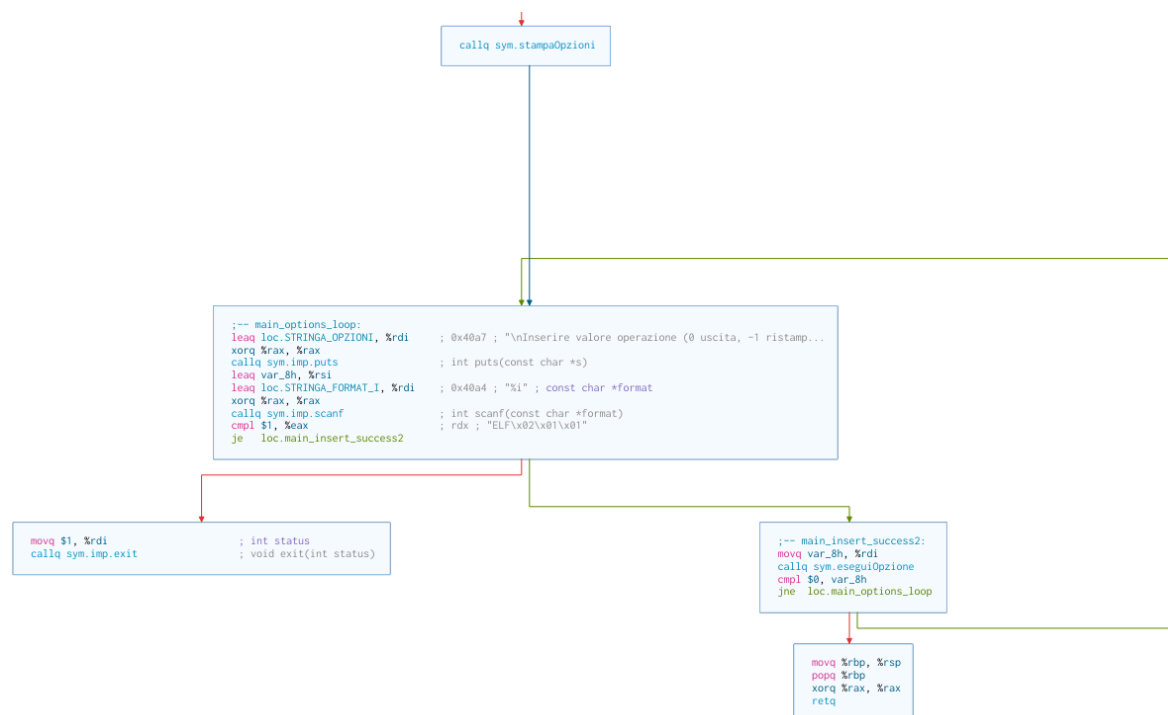 callq sym.stampaOpzioni
;-- main_options_loop:
leaq loc.STRINGA_OPZIONI, %rdi ; 0x40a7 ; "\nInserire valore operazione (0 uscita, -1 ristamp...
xorq %rax, %rax
callq sym.imp.puts ; int puts(const char *s)
leaq var_8h, %rsi
leaq loc.STRINGA_FORMAT_I, %rdi ; 0x40a4 ; "%i" ; const char *format
xorq %rax, %rax
callq sym.imp.scanf ; int scanf(const char *format)
cmpl $1, %eax ; rdx ; "ELF\x02\x01\x01"
je loc.main_insert_success2
movq $1, %rdi ; int status
callq sym.imp.exit ; void exit(int status)
;-- main_insert_success2:
movq var_8h, %rdi
callq sym.eseguiOpzione
cmpl $0, var_8h
jne loc.main_options_loop
movq %rbp, %rsp
popq %rbp
xorq %rax, %rax
retq